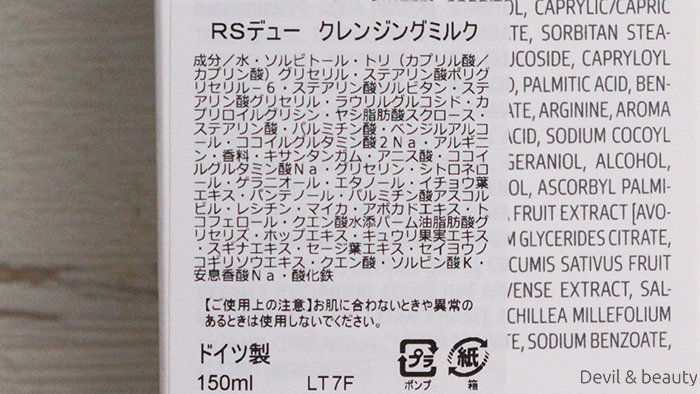 RSデュー クレンジングミルク
成分/水・ソルビトール・トリ（カプリル酸/
カプリン酸）グリセリル・ステアリン酸ポリグ
リセリル－6・ステアリン酸ソルビタン・ステ
アリン酸グリセリル・ラウリルグルコシド・カ
プリロイルグリシン・ヤシ脂肪酸スクロース・
ステアリン酸・パルミチン酸・ベンジルアルコ
ール・ココイルグルタミン酸2Na・アルギニ
ン・香料・キサンタンガム・アニス酸・ココイ
ルグルタミン酸Na・グリセリン・シトロネロ
ール・ゲラニオール・エタノール・イチョウ葉
エキス・パンテノール・パルミチン酸アスコル
ビル・レシチン・マイカ・アボカドエキス・ト
コフェロール・クエン酸水添パーム油脂肪酸グ
リセリズ・ホップエキス・キュウリ果実エキス
・スギナエキス・セージ葉エキス・セイヨウノ
コギリソウエキス・クエン酸・ソルビン酸K・
安息香酸Na・酸化鉄
【ご使用上の注意】お肌に合わないときや異常の
あるときは使用しないでください。
ドイツ製
150ml LT7F
プラ
ポンプ
紙
箱
OL, CAPRYLIC/CAPRIC
ATE, SORBITAN STEA-
UCOSIDE, CAPRYLOYL
D, PALMITIC ACID, BEN-
ATE, ARGININE, AROMA
ACID, SODIUM COCOYL
GERANIOL, ALCOHOL,
OL, ASCORBYL PALMI-
A FRUIT EXTRACT [AVO-
M GLYCERIDES CITRATE,
CUMIS SATIVUS FRUIT
VENSE EXTRACT, SAL-
CHILLEA MILLEFOLIUM
TE, SODIUM BENZOATE,
Devil & beauty